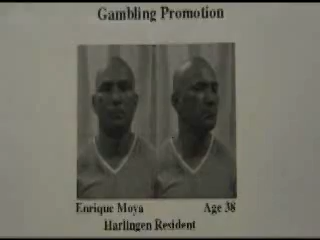 Gambling Promotion
Enrique Moya Age 38
Harlingen Resident